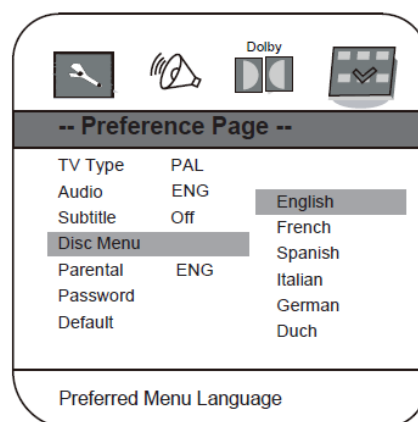 Dolby
-- Preference Page --
TV Type PAL
Audio ENG
Subtitle Off
Disc Menu
Parental ENG
Password
Default
English
French
Spanish
Italian
German
Duch
Preferred Menu Language